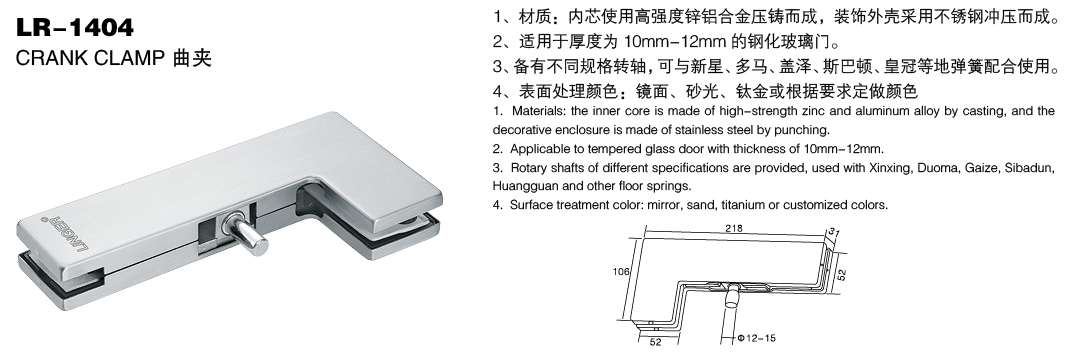 LR-1404
CRANK CLAMP 曲夹
LINGER®
1、材质：内芯使用高强度锌铝合金压铸而成，装饰外壳采用不锈钢冲压而成。
2、适用于厚度为 10mm-12mm 的钢化玻璃门。
3、备有不同规格转轴，可与新星、多马、盖泽、斯巴顿、皇冠等地弹簧配合使用。
4、表面处理颜色：镜面、砂光、钛金或根据要求定做颜色
1. Materials: the inner core is made of high-strength zinc and aluminum alloy by casting, and the
decorative enclosure is made of stainless steel by punching.
2. Applicable to tempered glass door with thickness of 10mm-12mm.
3. Rotary shafts of different specifications are provided, used with Xinxing, Duoma, Gaize, Sibadun,
Huangguan and other floor springs.
4. Surface treatment color: mirror, sand, titanium or customized colors.
218
31
106
52
52
Φ12-15